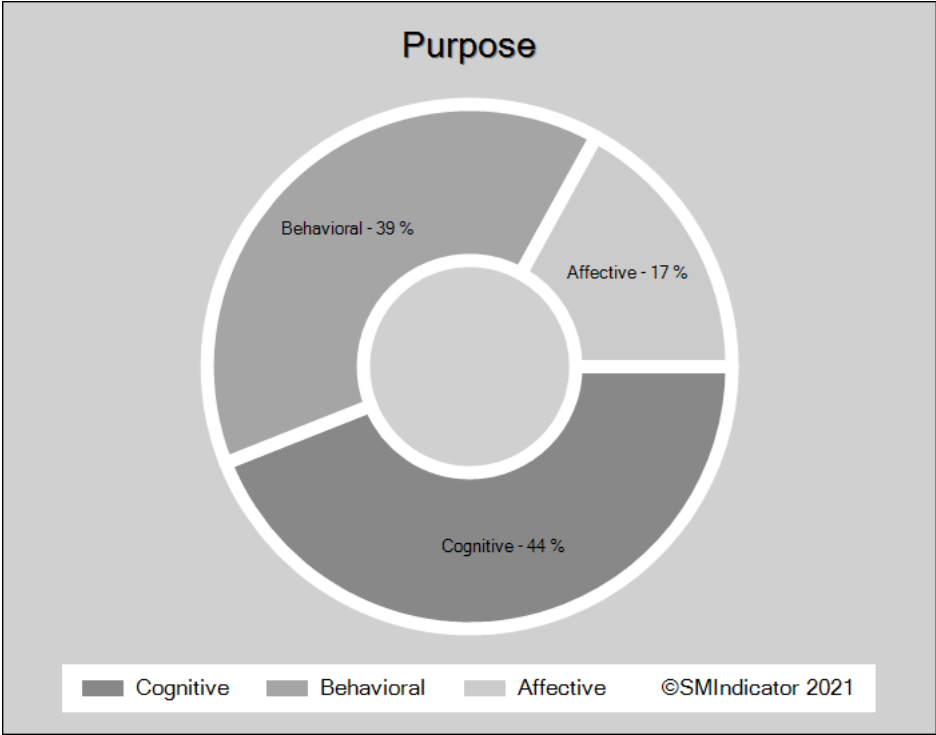 Purpose
Behavioral - 39 %
Affective - 17 %
Cognitive - 44 %
Cognitive Behavioral Affective ©SMIndicator 2021